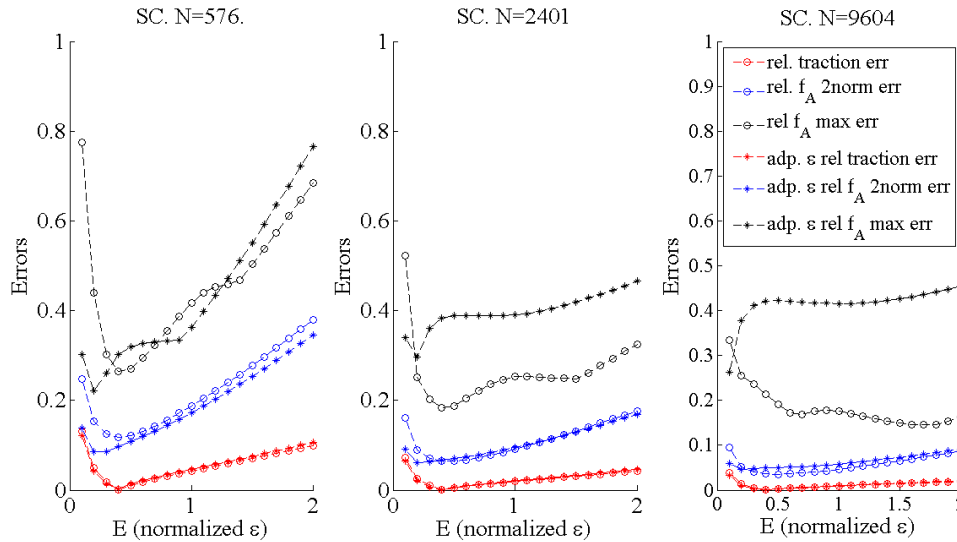 SC. N=576.
SC. N=2401
SC. N=9604
Errors
1
0.8
0.6
0.4
0.2
0
0
1
2
E (normalized ε)
Errors
1
0.8
0.6
0.4
0.2
0
0
1
2
E (normalized ε)
Errors
1
0.9
0.8
0.7
0.6
0.5
0.4
0.3
0.2
0.1
0
0
0.5
1
1.5
2
E (normalized ε)
rel. traction err
rel. f_A 2norm err
rel f_A max err
adp. ε rel traction err
adp. ε rel f_A 2norm err
adp. ε rel f_A max err